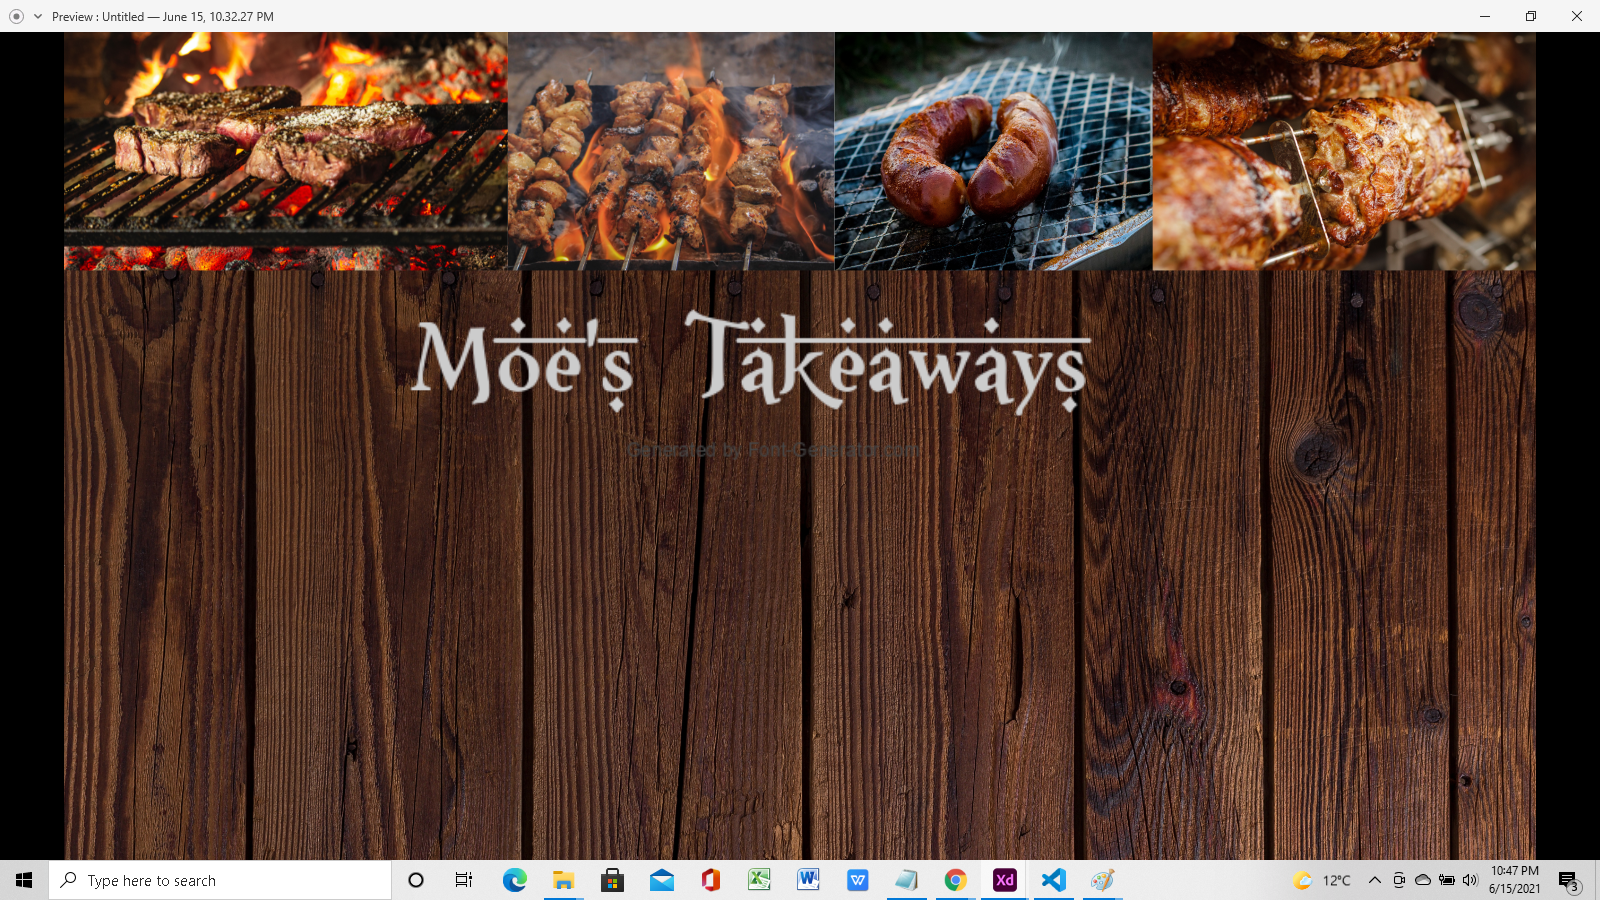 Preview : Untitled — June 15, 10.32.27 PM
Moe's Takeaways
Generated by Font-Generator.com
Type here to search
Xd
12°C
10:47 PM
6/15/2021
3